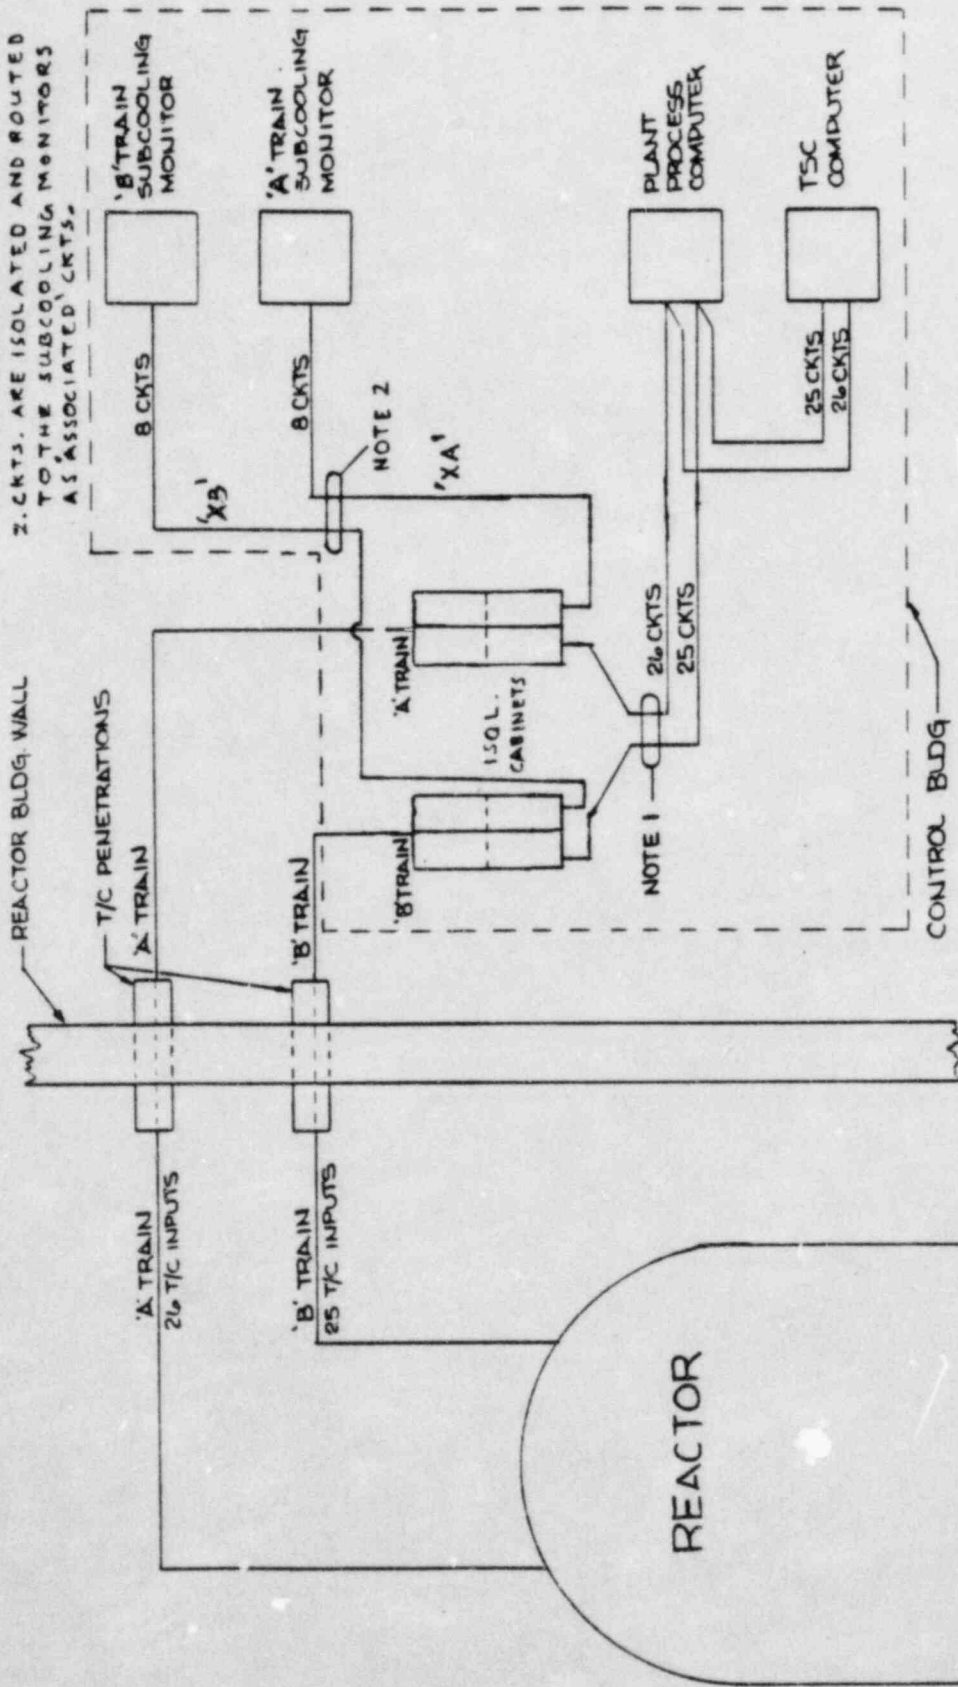 2. CKTS. ARE ISOLATED AND ROUTED
TO THE SUBCOOLING MONITORS
AS 'ASSOCIATED' CKTS.
REACTOR BLDG. WALL
T/C PENETRATIONS
'A' TRAIN
26 T/C INPUTS
'A' TRAIN
'B' TRAIN
25 T/C INPUTS
'B' TRAIN
REACTOR
'A' TRAIN
'B' TRAIN
ISOL.
CABINETS
'XB'
'XA'
NOTE 2
8 CKTS
8 CKTS
'B' TRAIN
SUBCOOLING
MONITOR
'A' TRAIN
SUBCOOLING
MONITOR
NOTE 1
26 CKTS
25 CKTS
PLANT
PROCESS
COMPUTER
25 CKTS
26 CKTS
TSC
COMPUTER
CONTROL BLDG